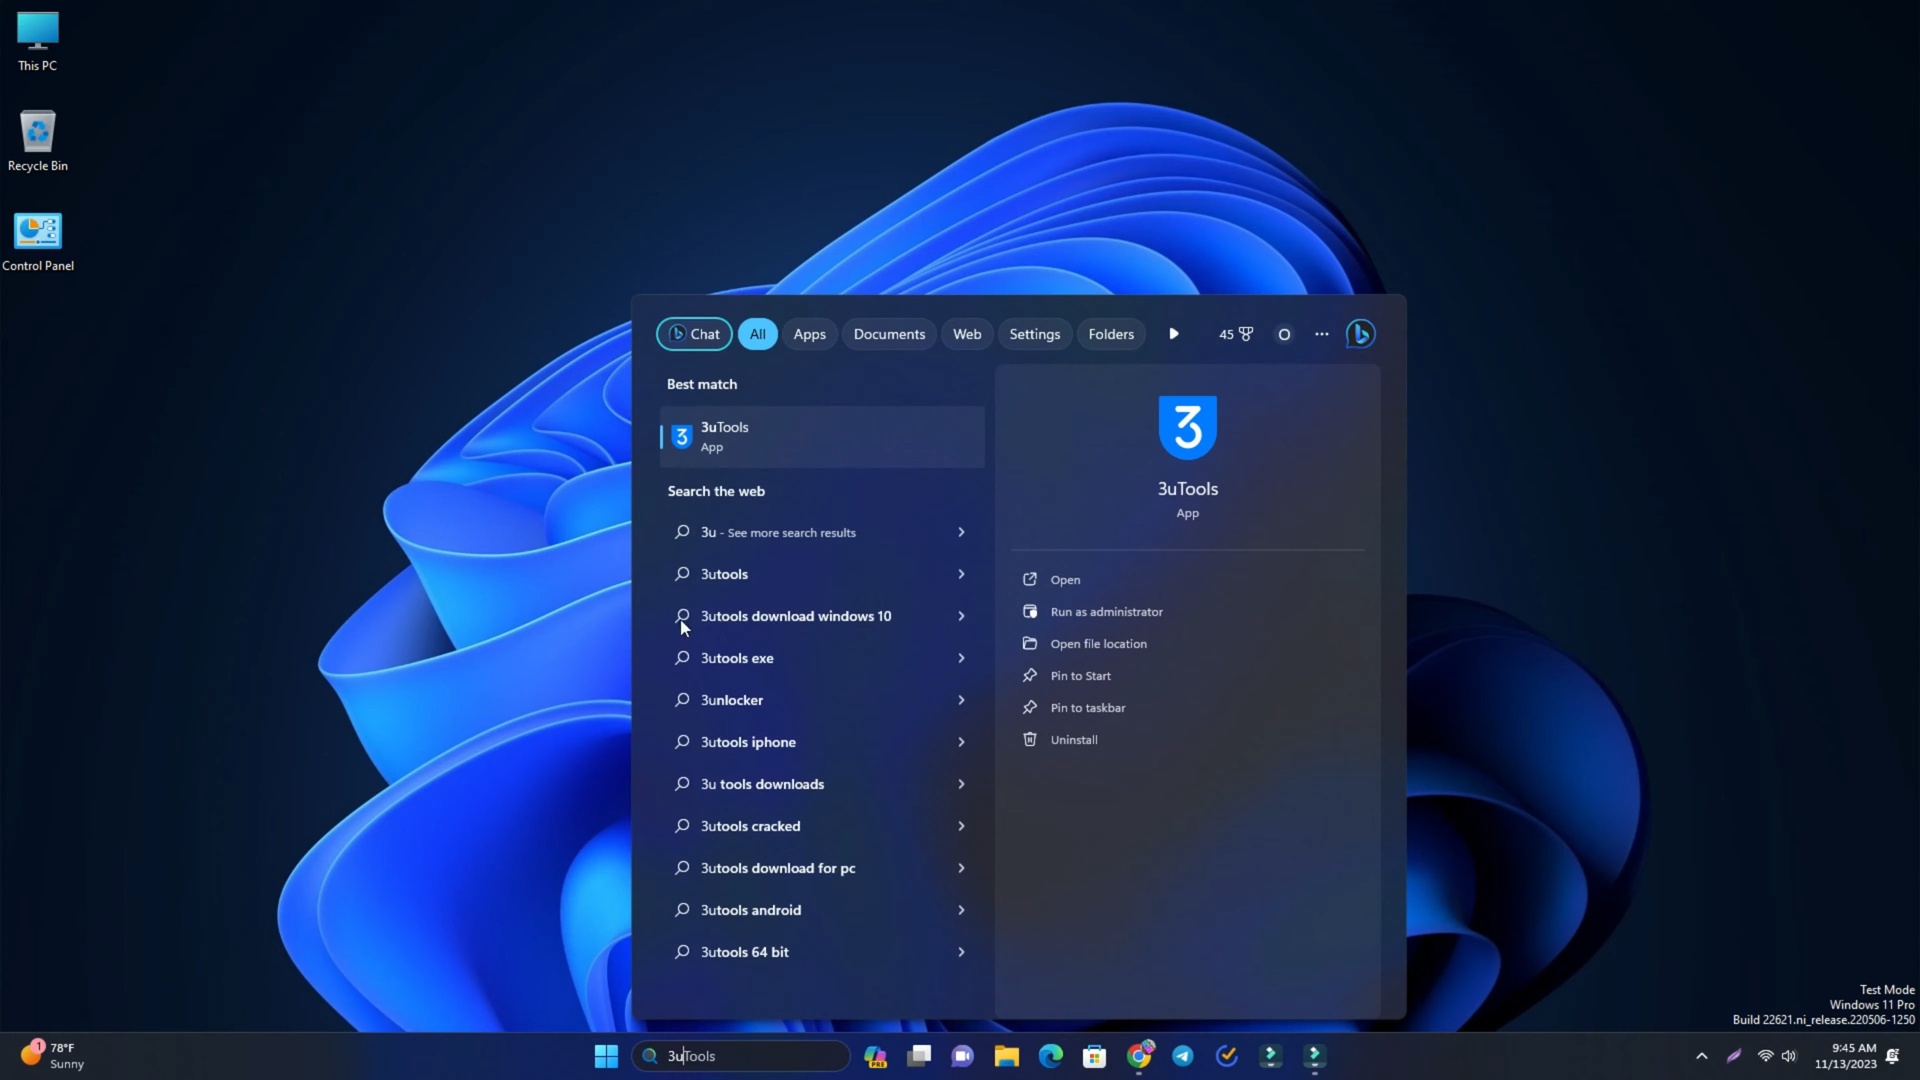 This PC
Recycle Bin
Control Panel
Chat
All
Apps
Documents
Web
Settings
Folders
45
O
Best match
3uTools
App
Search the web
3u - See more search results
3utools
3utools download windows 10
3utools exe
3unlocker
3utools iphone
3u tools downloads
3utools cracked
3utools download for pc
3utools android
3utools 64 bit
3
3uTools
App
Open
Run as administrator
Open file location
Pin to Start
Pin to taskbar
Uninstall
Test Mode
Windows 11 Pro
Build 22621.ni_release.220506-1250
1
78°F
Sunny
3uTools
PRE
9:45 AM
11/13/2023